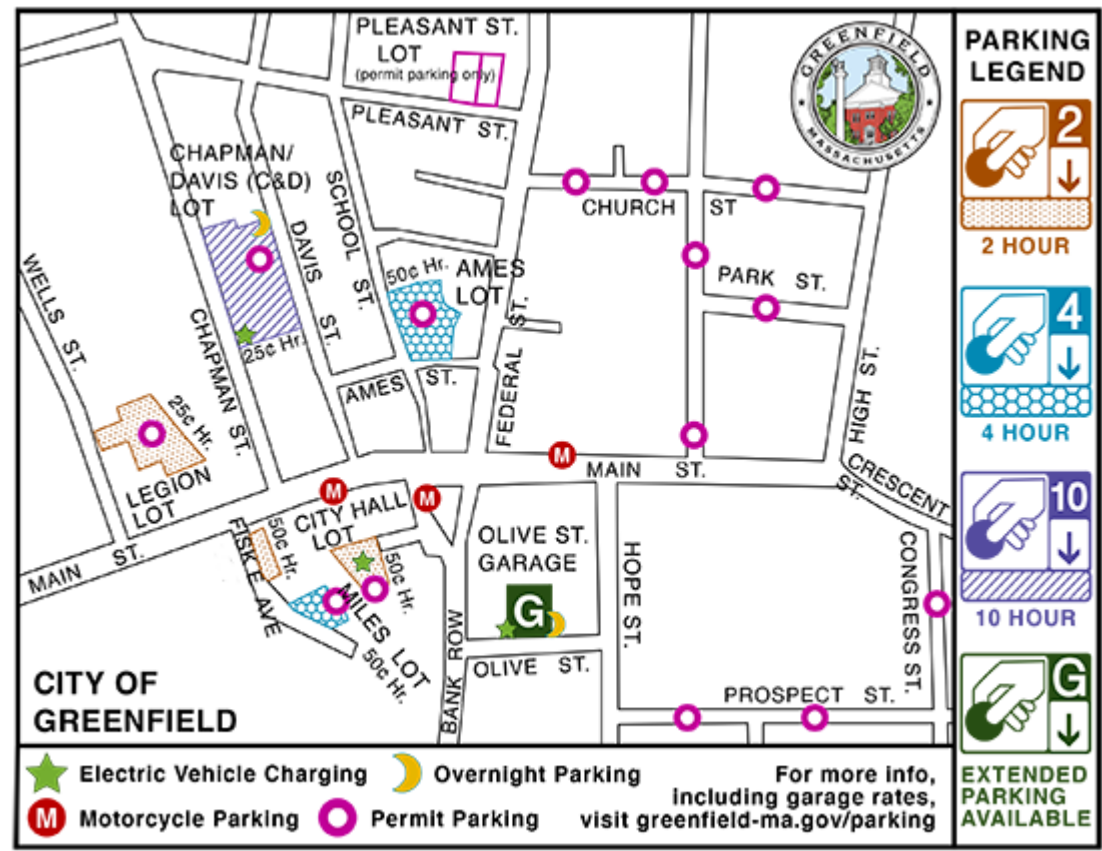 PLEASANT ST.
LOT
(permit parking only)
PLEASANT ST.
GREENFIELD
MASSACHUSETTS
CHAPMAN/
DAVIS (C&D)
LOT
SCHOOL ST.
DAVIS ST.
CHURCH ST
WELLS ST.
50¢ Hr.
AMES
LOT
PARK ST.
25¢ Hr.
CHAPMAN ST.
AMES ST.
FEDERAL ST.
HIGH ST.
25¢ Hr.
LEGION
LOT
MAIN ST.
CRESCENT
ST.
CITY HALL
LOT
50¢ Hr.
50¢ Hr.
FISKE AVE
MAIN ST.
MILES LOT
50¢ Hr.
OLIVE ST.
GARAGE
G
HOPE ST.
CONGRESS ST.
BANK ROW
OLIVE ST.
PROSPECT ST.
M
M
M
CITY OF
GREENFIELD
PARKING
LEGEND
2
2 HOUR
4
4 HOUR
10
10 HOUR
G
EXTENDED
PARKING
AVAILABLE
Electric Vehicle Charging
Overnight Parking
M Motorcycle Parking
Permit Parking
For more info,
including garage rates,
visit greenfield-ma.gov/parking